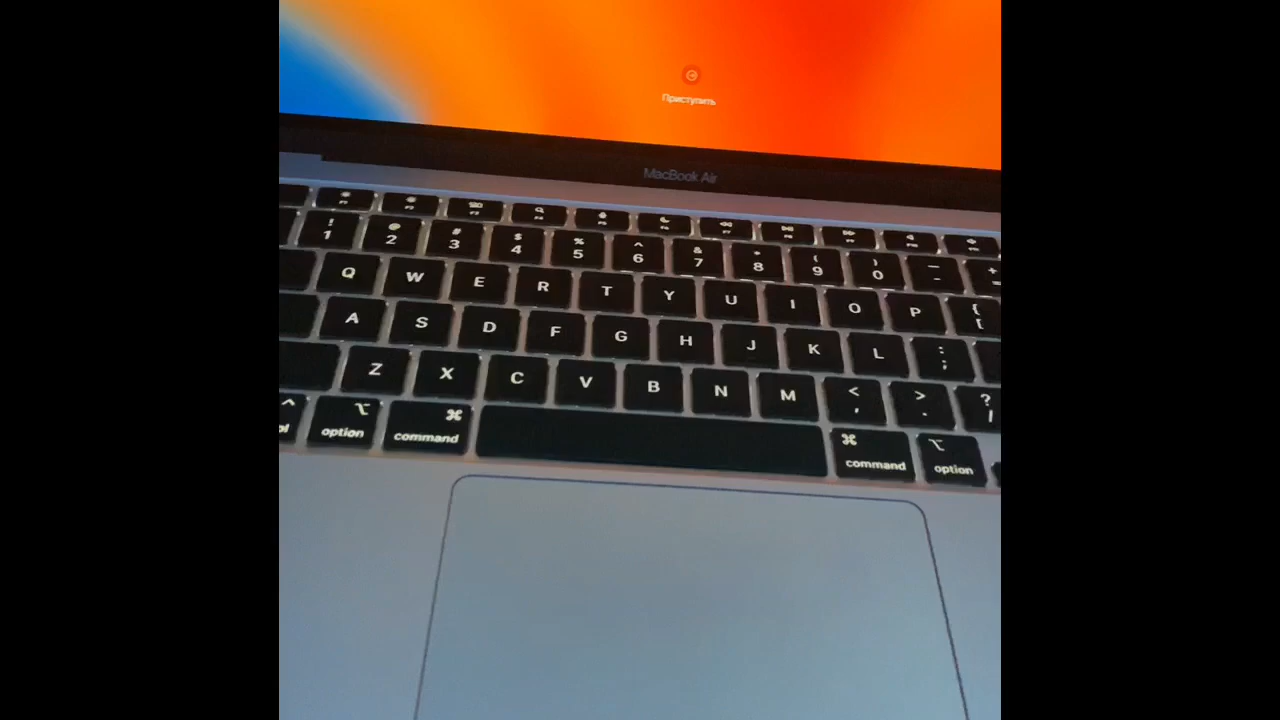 Приступить
MacBook Air
! @ # $ % ^ & * ( ) _ +
1 2 3 4 5 6 7 8 9 0 - =
Q W E R T Y U I O P { [
A S D F G H J K L : ;
Z X C V B N M < , > . ? /
^ ⌥ ⌘ ⌘ ⌥
option command command option